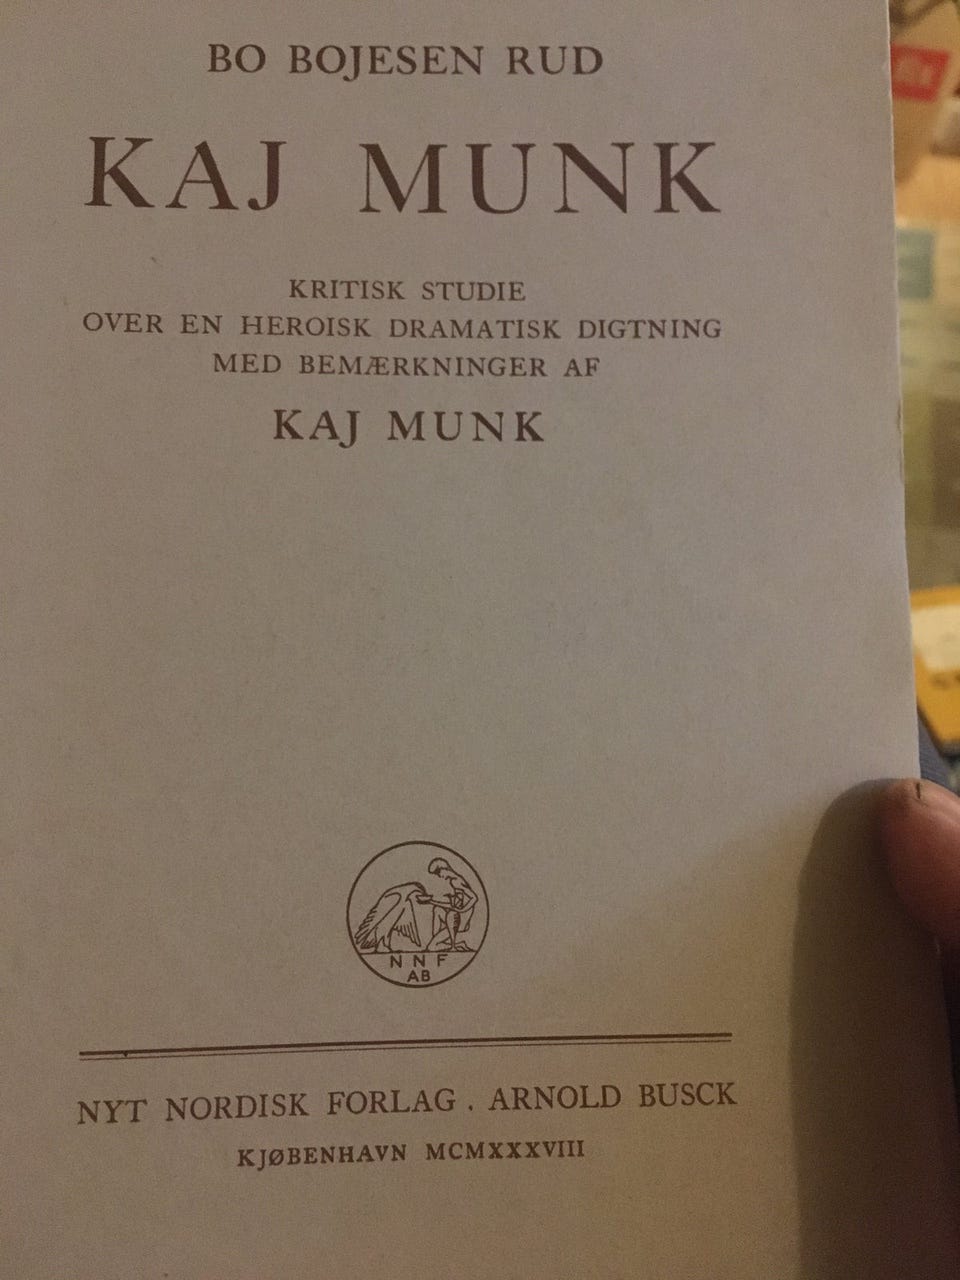 BO BOJESEN RUD
KAJ MUNK
KRITISK STUDIE
OVER EN HEROISK DRAMATISK DIGTNING
MED BEMÆRKNINGER AF
KAJ MUNK
N N F
AB
NYT NORDISK FORLAG . ARNOLD BUSCK
KJØBENHAVN MCMXXXVIII